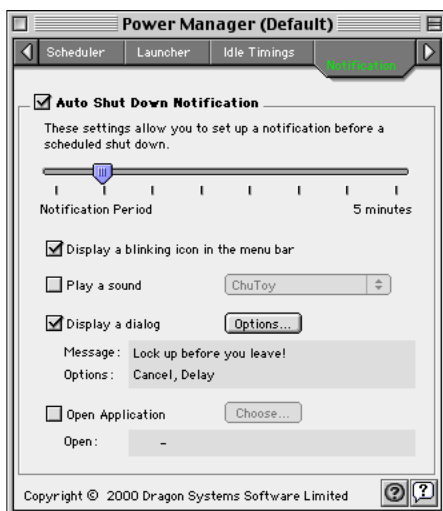 Power Manager (Default)
Scheduler Launcher Idle Timings Notification
Auto Shut Down Notification
These settings allow you to set up a notification before a
scheduled shut down.
Notification Period 5 minutes
Display a blinking icon in the menu bar
Play a sound ChuToy
Display a dialog Options...
Message: Lock up before you leave!
Options: Cancel, Delay
Open Application Choose...
Open: -
Copyright © 2000 Dragon Systems Software Limited ? ?